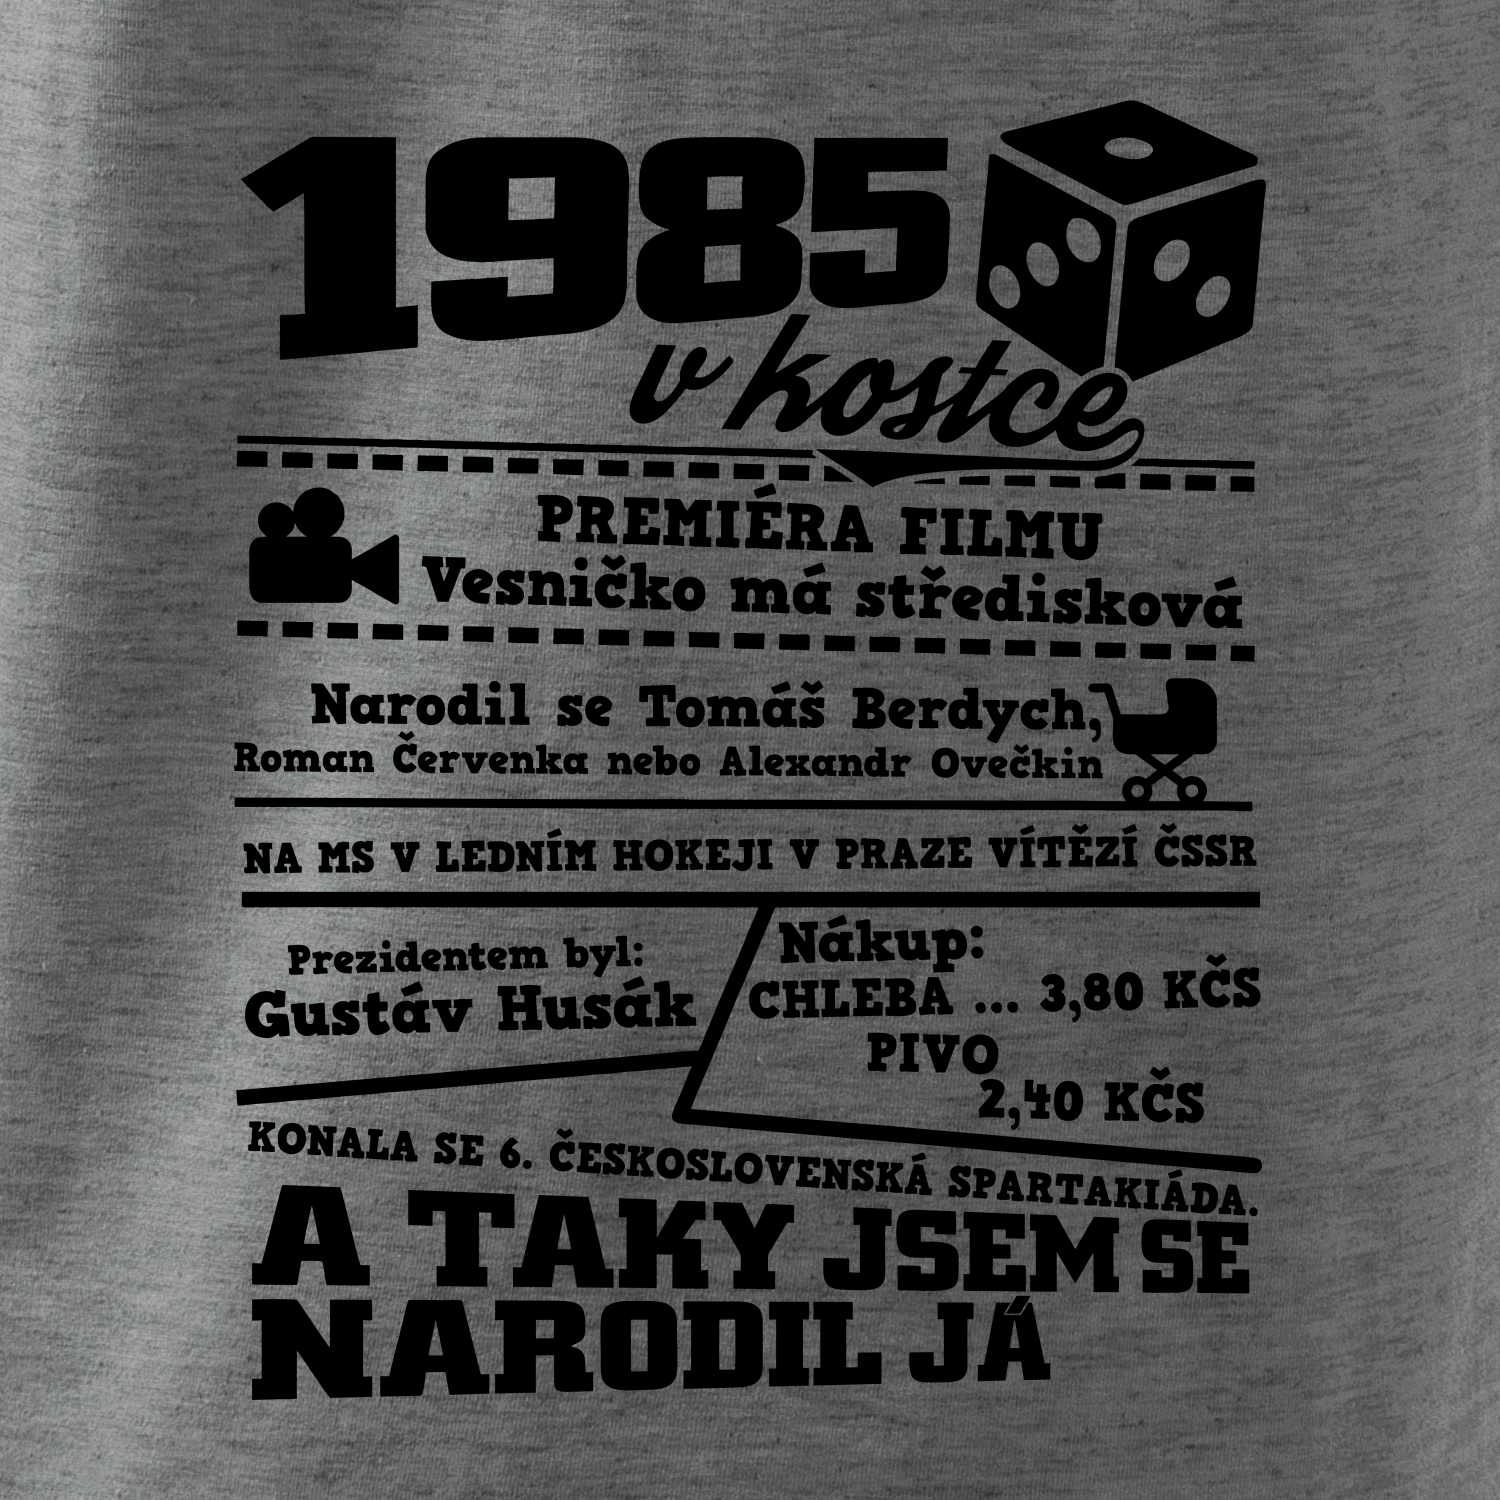 1985
v kostce
PREMIÉRA FILMU
Vesničko má středisková
Narodil se Tomáš Berdych,
Roman Červenka nebo Alexandr Ovečkin
NA MS V LEDNÍM HOKEJI V PRAZE VÍTĚZÍ ČSSR
Prezidentem byl:
Gustáv Husák
Nákup:
CHLEBA ... 3,80 KČS
PIVO
2,40 KČS
KONALA SE 6. ČESKOSLOVENSKÁ SPARTAKIÁDA.
A TAKY JSEM SE
NARODIL JÁ